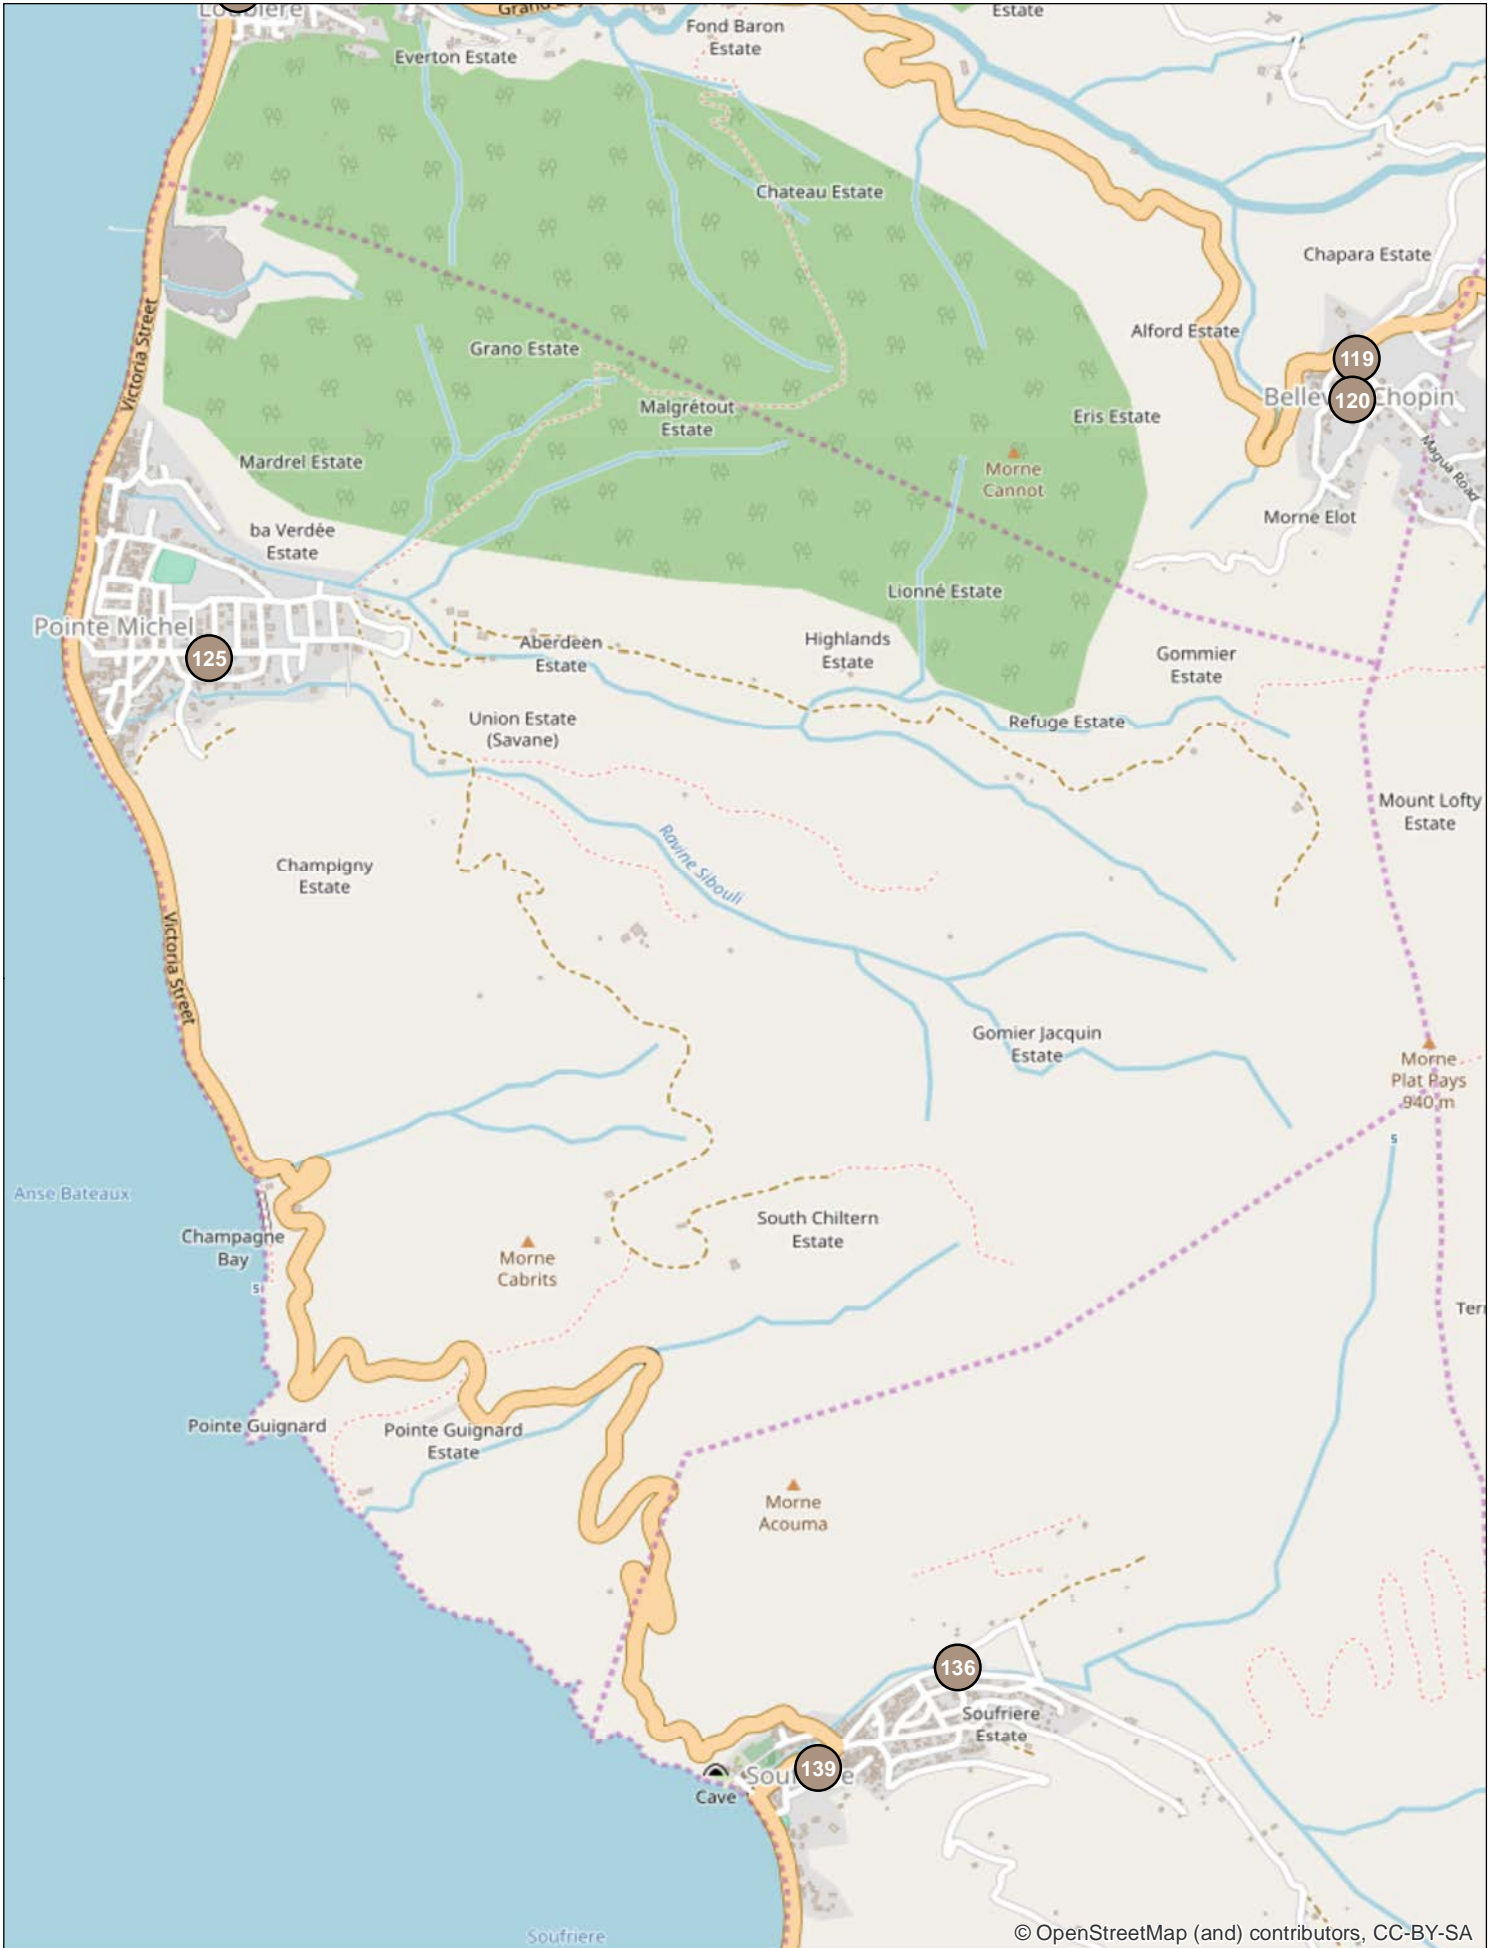 Loubiere
Estate
Fond Baron
Estate
Everton Estate
Chateau Estate
Chapara Estate
Victoria Street
Grano Estate
Alford Estate
119
120
Malgrétout
Estate
Eris Estate
Mardrel Estate
Morne
Cannot
Magua Road
Morne Elot
ba Verdée
Estate
Lionné Estate
Pointe Michel
125
Aberdeen
Estate
Highlands
Estate
Gommier
Estate
Union Estate
(Savane)
Refuge Estate
Mount Lofty
Estate
Ravine Sibouli
Champigny
Estate
Victoria Street
Gomier Jacquin
Estate
Morne
Plat Pays
940 m
5
Anse Bateaux
South Chiltern
Estate
Champagne
Bay
Morne
Cabrits
5
Pointe Guignard
Pointe Guignard
Estate
Morne
Acouma
136
Soufriere
Estate
139
Cave
Soufriere
© OpenStreetMap (and) contributors, CC-BY-SA